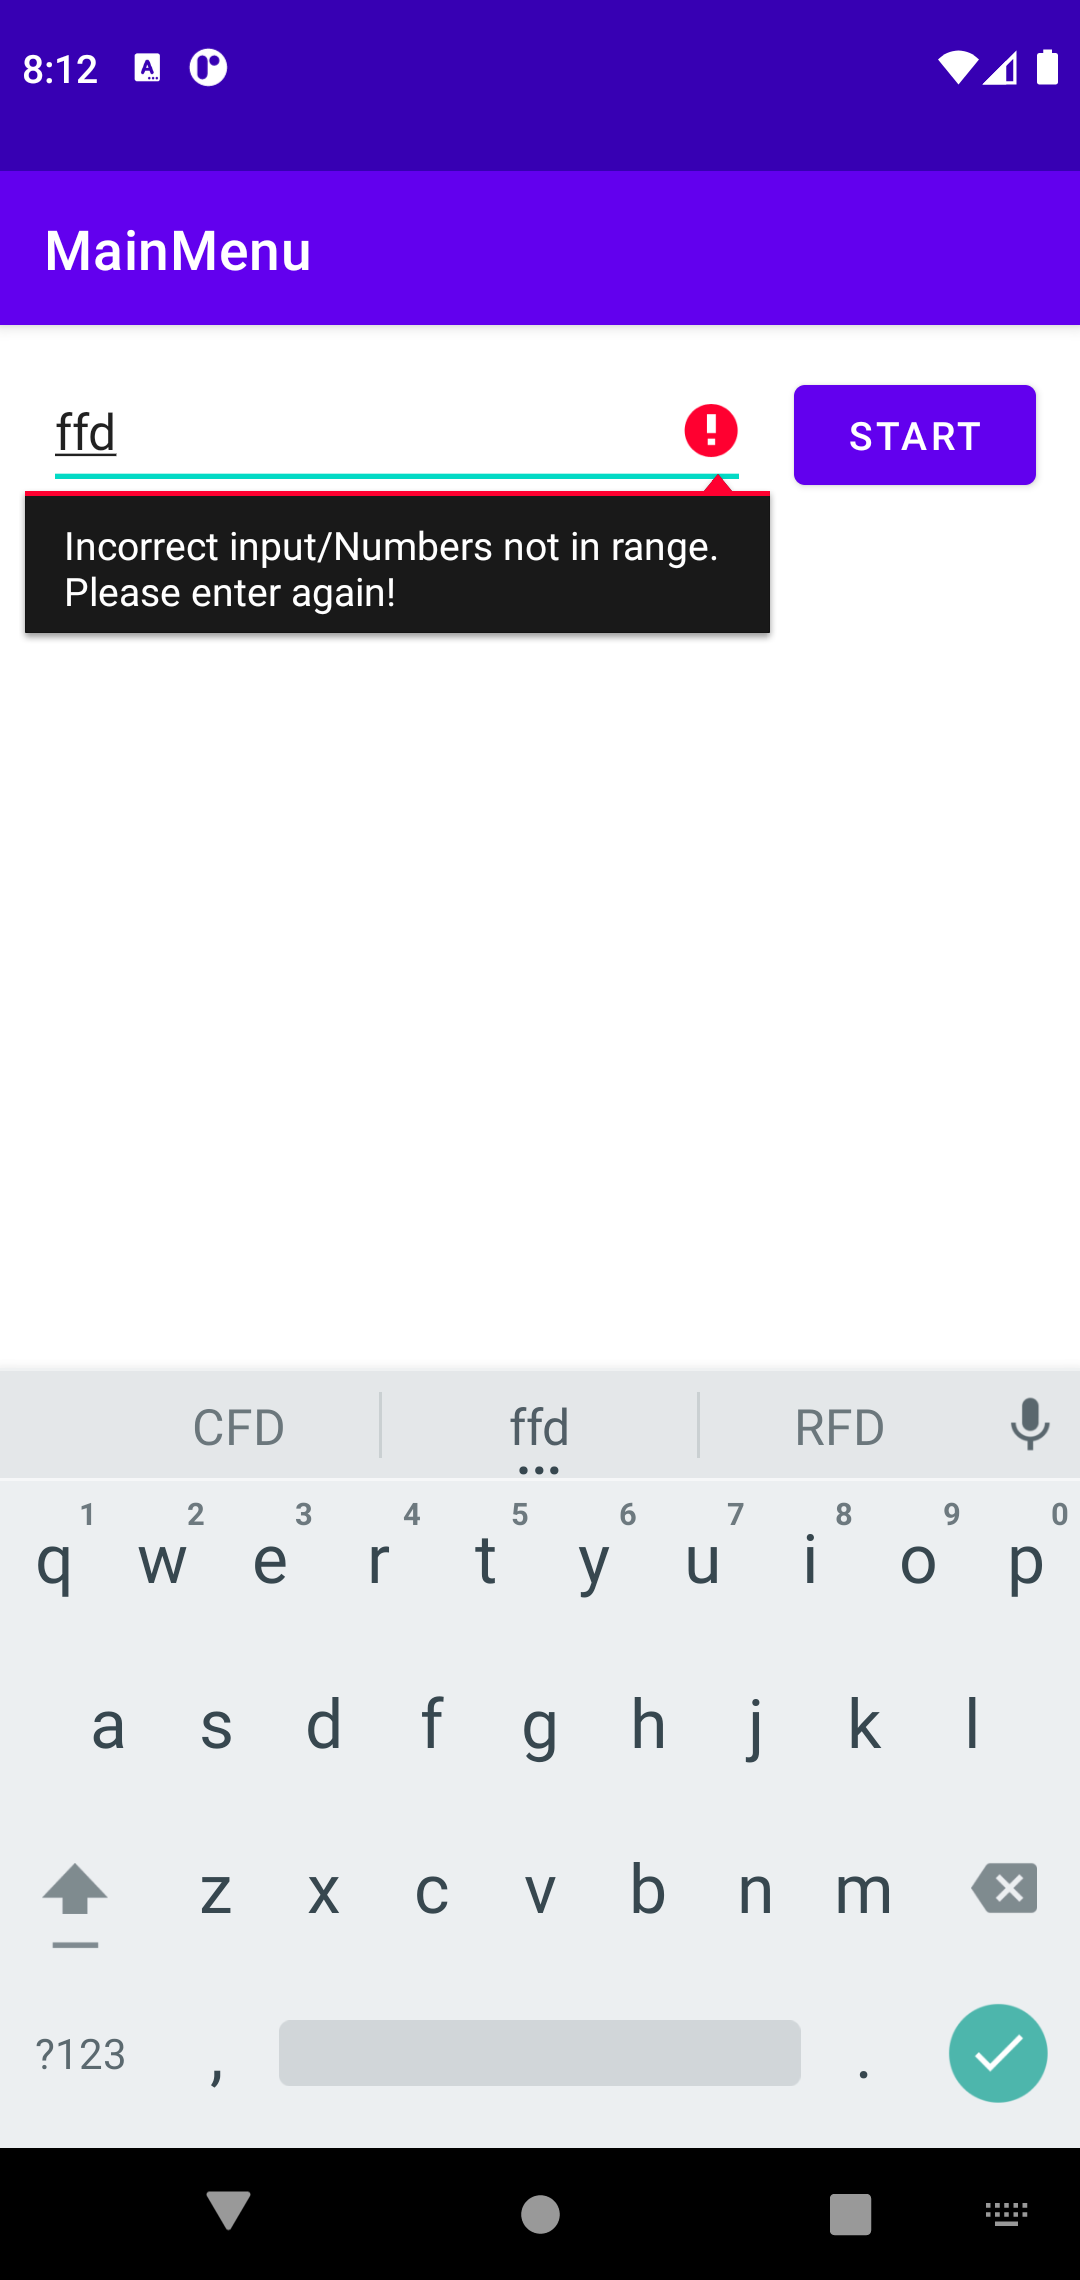 8:12
MainMenu
ffd
START
Incorrect input/Numbers not in range.
Please enter again!
CFD ffd RFD
1 2 3 4 5 6 7 8 9 0
q w e r t y u i o p
a s d f g h j k l
z x c v b n m
?123 , .